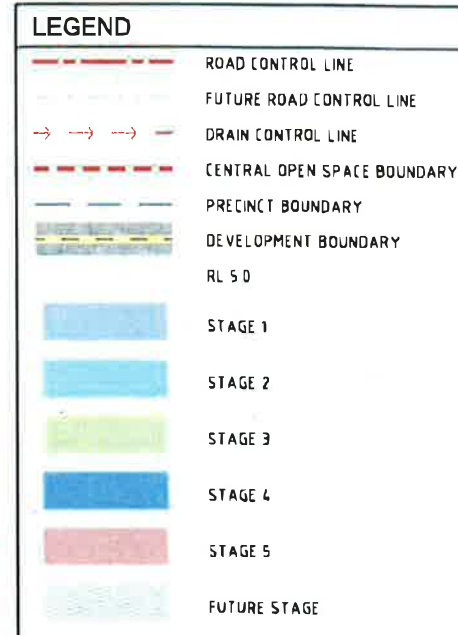 LEGEND
ROAD CONTROL LINE
FUTURE ROAD CONTROL LINE
DRAIN CONTROL LINE
CENTRAL OPEN SPACE BOUNDARY
PRECINCT BOUNDARY
DEVELOPMENT BOUNDARY
RL 5 0
STAGE 1
STAGE 2
STAGE 3
STAGE 4
STAGE 5
FUTURE STAGE